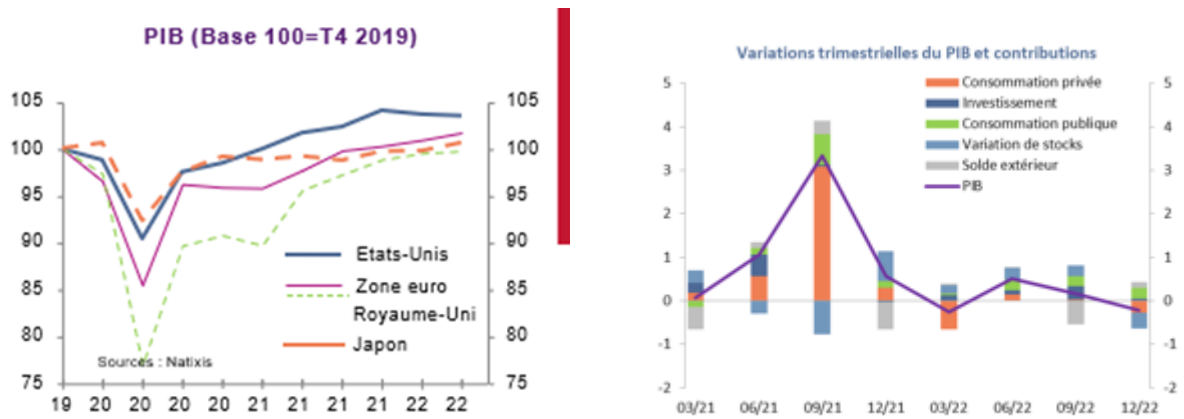 PIB (Base 100=T4 2019)
105
105
100
100
95
95
90
90
85
85
80
80
75
75
Etats-Unis
Zone euro
Royaume-Uni
Japon
Sources : Natixis
19 20 20 20 20 21 21 21 21 22 22
Variations trimestrielles du PIB et contributions
5
5
4
4
3
3
2
2
1
1
0
0
-1
-1
-2
-2
Consommation privée
Investissement
Consommation publique
Variation de stocks
Solde extérieur
PIB
03/21 06/21 09/21 12/21 03/22 06/22 09/22 12/22